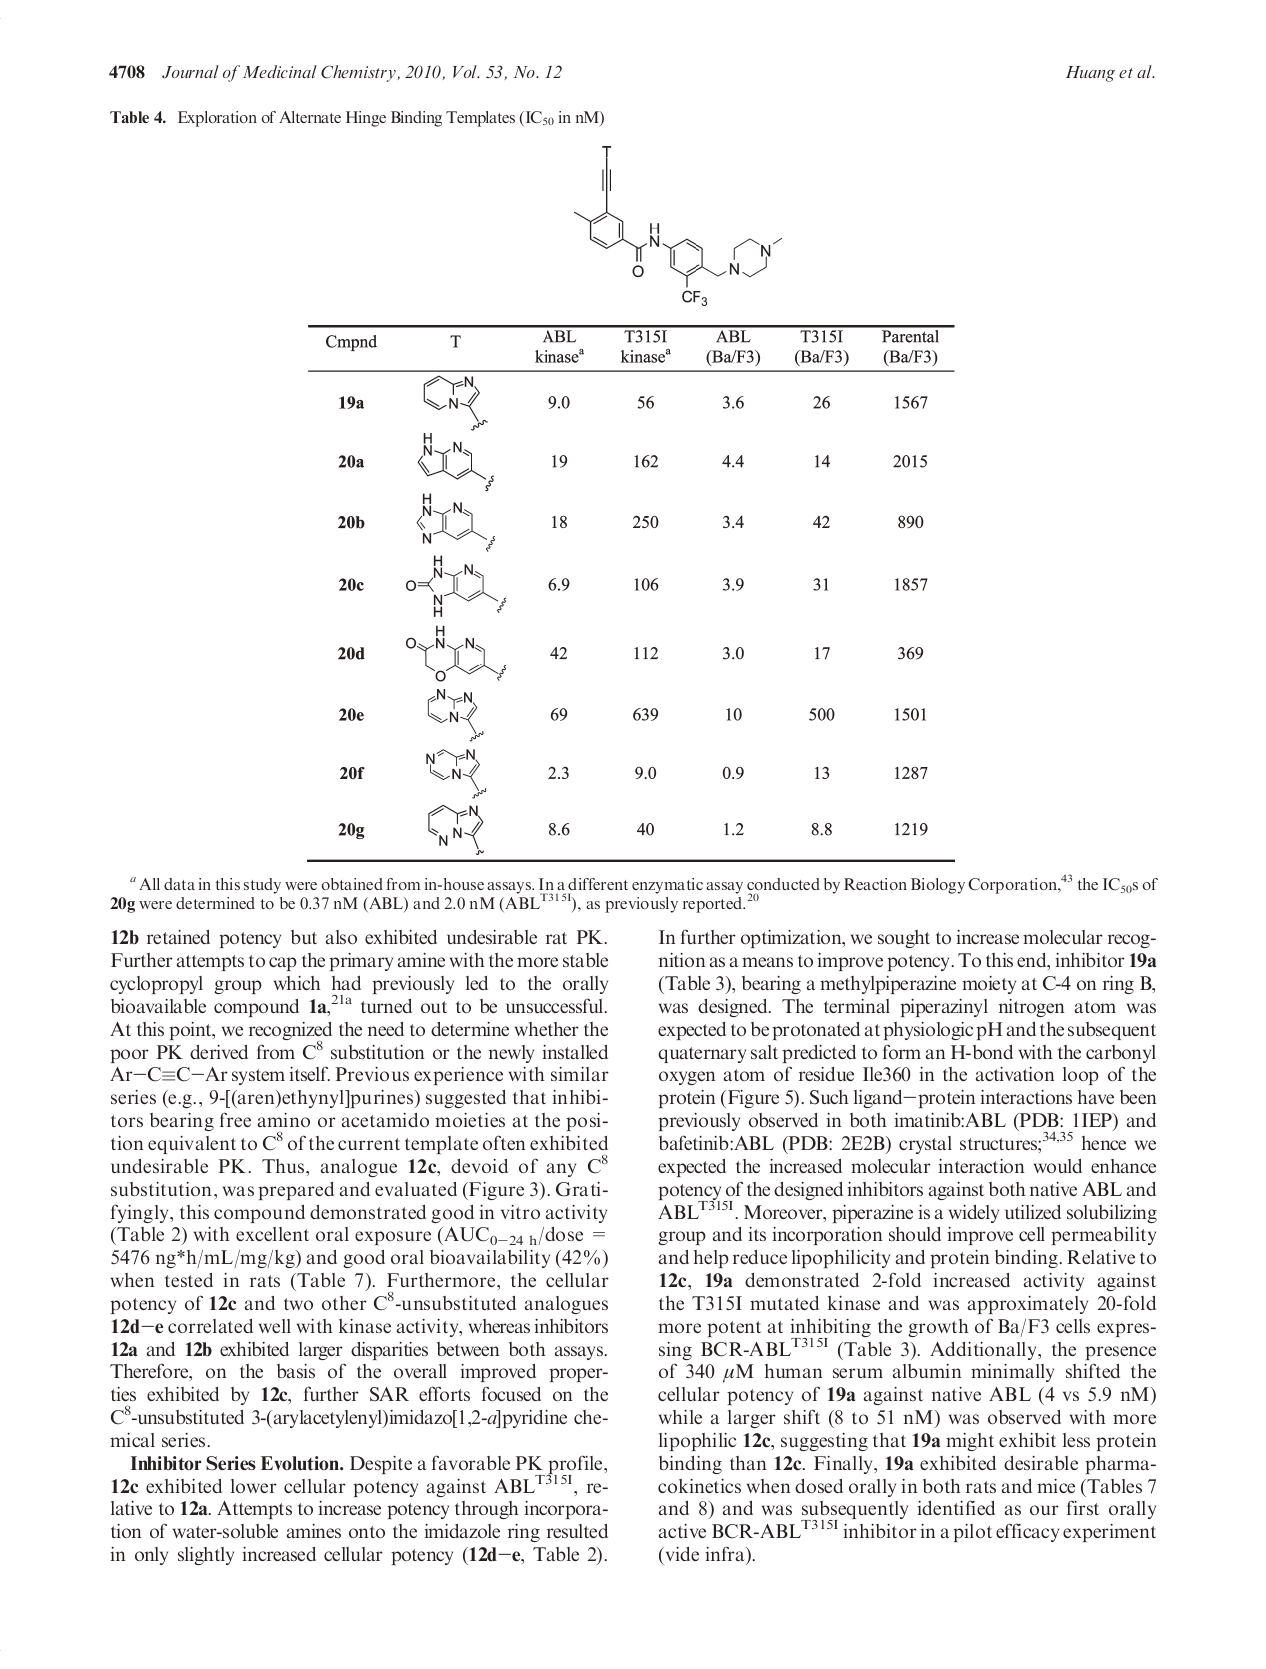 4708 Journal of Medicinal Chemistry, 2010, Vol. 53, No. 12 Huang et al.
Table 4. Exploration of Alternate Hinge Binding Templates (IC50 in nM)
T
H
N
O
N
N
CF3
Cmpnd T ABL kinase^a T315I kinase^a ABL (Ba/F3) T315I (Ba/F3) Parental (Ba/F3)
19a N N 9.0 56 3.6 26 1567
20a H N N 19 162 4.4 14 2015
20b H N N N 18 250 3.4 42 890
20c H N N O N H 6.9 106 3.9 31 1857
20d H O N N O 42 112 3.0 17 369
20e N N N 69 639 10 500 1501
20f N N N 2.3 9.0 0.9 13 1287
20g N N N 8.6 40 1.2 8.8 1219
^a All data in this study were obtained from in-house assays. In a different enzymatic assay conducted by Reaction Biology Corporation,^43 the IC50s of
20g were determined to be 0.37 nM (ABL) and 2.0 nM (ABL^T315I), as previously reported.^20
12b retained potency but also exhibited undesirable rat PK.
Further attempts to cap the primary amine with the more stable
cyclopropyl group which had previously led to the orally
bioavailable compound 1a,^21a turned out to be unsuccessful.
At this point, we recognized the need to determine whether the
poor PK derived from C^8 substitution or the newly installed
Ar−C≡C−Ar system itself. Previous experience with similar
series (e.g., 9-[(aren)ethynyl]purines) suggested that inhibi-
tors bearing free amino or acetamido moieties at the posi-
tion equivalent to C^8 of the current template often exhibited
undesirable PK. Thus, analogue 12c, devoid of any C^8
substitution, was prepared and evaluated (Figure 3). Grati-
fyingly, this compound demonstrated good in vitro activity
(Table 2) with excellent oral exposure (AUC0−24 h/dose =
5476 ng*h/mL/mg/kg) and good oral bioavailability (42%)
when tested in rats (Table 7). Furthermore, the cellular
potency of 12c and two other C^8-unsubstituted analogues
12d−e correlated well with kinase activity, whereas inhibitors
12a and 12b exhibited larger disparities between both assays.
Therefore, on the basis of the overall improved proper-
ties exhibited by 12c, further SAR efforts focused on the
C^8-unsubstituted 3-(arylacetylenyl)imidazo[1,2-a]pyridine che-
mical series.
Inhibitor Series Evolution. Despite a favorable PK profile,
12c exhibited lower cellular potency against ABL^T315I, re-
lative to 12a. Attempts to increase potency through incorpora-
tion of water-soluble amines onto the imidazole ring resulted
in only slightly increased cellular potency (12d−e, Table 2).
In further optimization, we sought to increase molecular recog-
nition as a means to improve potency. To this end, inhibitor 19a
(Table 3), bearing a methylpiperazine moiety at C-4 on ring B,
was designed. The terminal piperazinyl nitrogen atom was
expected to be protonated at physiologic pH and the subsequent
quaternary salt predicted to form an H-bond with the carbonyl
oxygen atom of residue Ile360 in the activation loop of the
protein (Figure 5). Such ligand−protein interactions have been
previously observed in both imatinib:ABL (PDB: 1IEP) and
bafetinib:ABL (PDB: 2E2B) crystal structures;^34,35 hence we
expected the increased molecular interaction would enhance
potency of the designed inhibitors against both native ABL and
ABL^T315I. Moreover, piperazine is a widely utilized solubilizing
group and its incorporation should improve cell permeability
and help reduce lipophilicity and protein binding. Relative to
12c, 19a demonstrated 2-fold increased activity against
the T315I mutated kinase and was approximately 20-fold
more potent at inhibiting the growth of Ba/F3 cells expres-
sing BCR-ABL^T315I (Table 3). Additionally, the presence
of 340 μM human serum albumin minimally shifted the
cellular potency of 19a against native ABL (4 vs 5.9 nM)
while a larger shift (8 to 51 nM) was observed with more
lipophilic 12c, suggesting that 19a might exhibit less protein
binding than 12c. Finally, 19a exhibited desirable pharma-
cokinetics when dosed orally in both rats and mice (Tables 7
and 8) and was subsequently identified as our first orally
active BCR-ABL^T315I inhibitor in a pilot efficacy experiment
(vide infra).